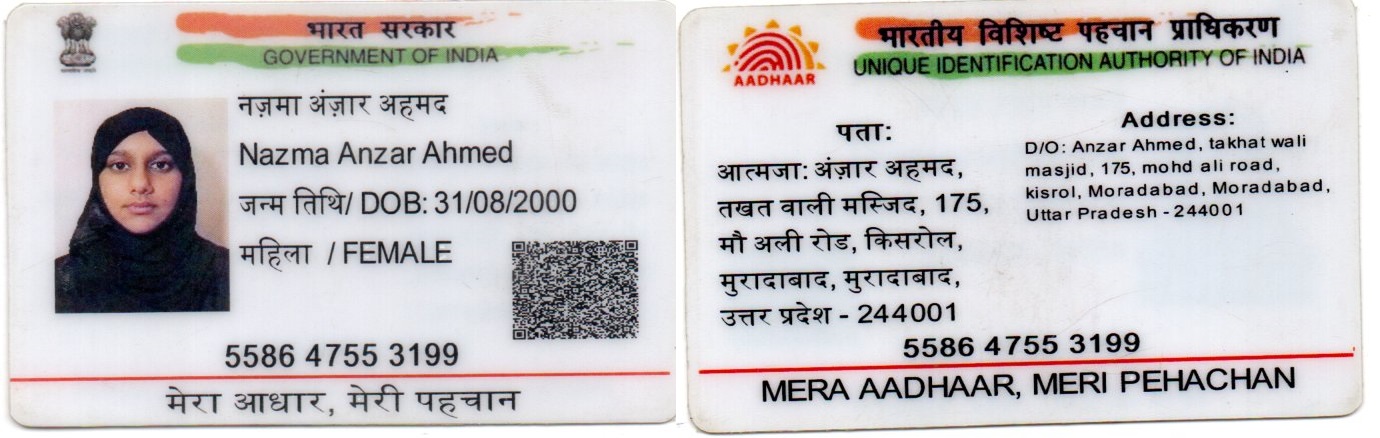 भारत सरकार
GOVERNMENT OF INDIA
नज़मा अंज़ार अहमद
Nazma Anzar Ahmed
जन्म तिथि/ DOB: 31/08/2000
महिला / FEMALE
5586 4755 3199
मेरा आधार, मेरी पहचान
भारतीय विशिष्ट पहचान प्राधिकरण
UNIQUE IDENTIFICATION AUTHORITY OF INDIA
AADHAAR
पता:
आत्मजा: अंज़ार अहमद,
तखत वाली मस्जिद, 175,
मौ अली रोड, किसरोल,
मुरादाबाद, मुरादाबाद,
उत्तर प्रदेश - 244001
Address:
D/O: Anzar Ahmed, takhat wali
masjid, 175, mohd ali road,
kisrol, Moradabad, Moradabad,
Uttar Pradesh - 244001
5586 4755 3199
MERA AADHAAR, MERI PEHACHAN